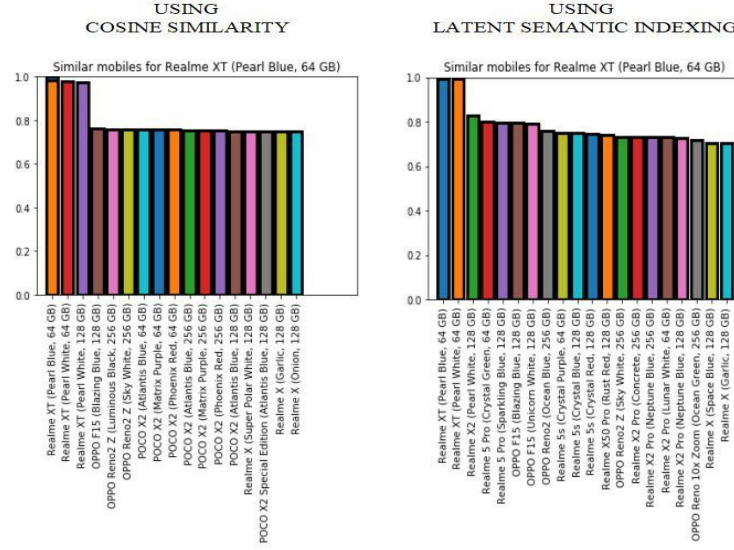 USING
COSINE SIMILARITY
Similar mobiles for Realme XT (Pearl Blue, 64 GB)
1.0
0.8
0.6
0.4
0.2
0.0
Realme XT (Pearl Blue, 64 GB)
Realme XT (Pearl White, 64 GB)
Realme XT (Pearl White, 128 GB)
OPPO F15 (Blazing Blue, 128 GB)
OPPO Reno2 Z (Luminous Black, 256 GB)
OPPO Reno2 Z (Sky White, 256 GB)
POCO X2 (Atlantis Blue, 64 GB)
POCO X2 (Matrix Purple, 64 GB)
POCO X2 (Phoenix Red, 64 GB)
POCO X2 (Atlantis Blue, 256 GB)
POCO X2 (Matrix Purple, 256 GB)
POCO X2 (Phoenix Red, 256 GB)
POCO X2 (Atlantis Blue, 128 GB)
Realme X (Super Polar White, 128 GB)
POCO X2 Special Edition (Atlantis Blue, 128 GB)
Realme X (Garlic, 128 GB)
Realme X (Onion, 128 GB)
USING
LATENT SEMANTIC INDEXING
Similar mobiles for Realme XT (Pearl Blue, 64 GB)
1.0
0.8
0.6
0.4
0.2
0.0
Realme XT (Pearl Blue, 64 GB)
Realme XT (Pearl White, 64 GB)
Realme X2 (Pearl White, 128 GB)
Realme 5 Pro (Crystal Green, 64 GB)
Realme 5 Pro (Sparkling Blue, 128 GB)
OPPO F15 (Blazing Blue, 128 GB)
OPPO F15 (Unicorn White, 128 GB)
OPPO Reno2 (Ocean Blue, 256 GB)
Realme 5s (Crystal Purple, 64 GB)
Realme 5s (Crystal Blue, 128 GB)
Realme 5s (Crystal Red, 128 GB)
Realme X50 Pro (Rust Red, 128 GB)
OPPO Reno2 Z (Sky White, 256 GB)
Realme X2 Pro (Concrete, 256 GB)
Realme X2 Pro (Neptune Blue, 256 GB)
Realme X2 Pro (Lunar White, 64 GB)
Realme X2 Pro (Neptune Blue, 128 GB)
OPPO Reno 10x Zoom (Ocean Green, 256 GB)
Realme X (Space Blue, 128 GB)
Realme X (Garlic, 128 GB)